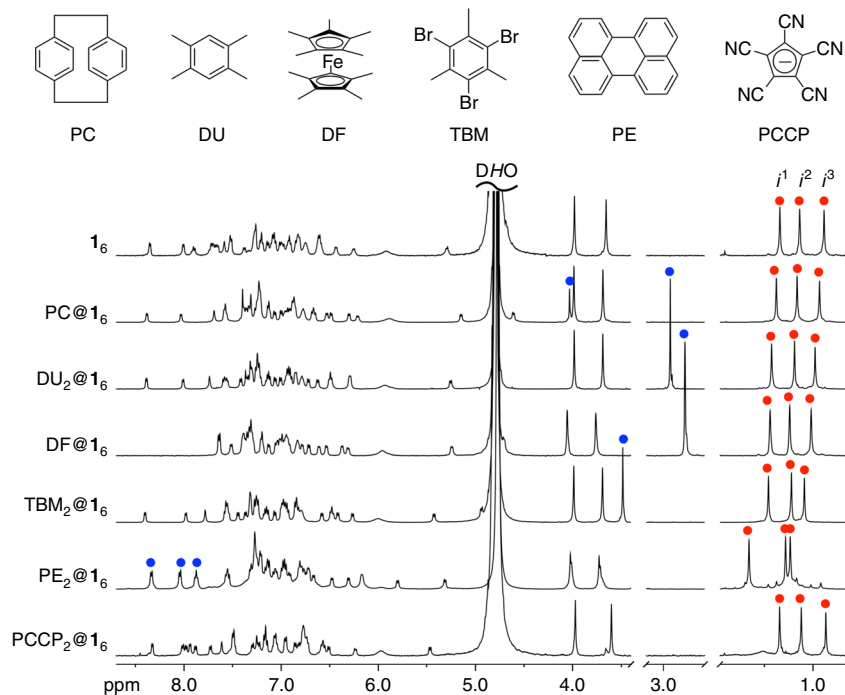 Fe
Br
Br
Br
CN
NC
CN
NC
CN
−
PC
DU
DF
TBM
PE
PCCP
DHO
i¹ i² i³
1₆
PC@1₆
DU₂@1₆
DF@1₆
TBM₂@1₆
PE₂@1₆
PCCP₂@1₆
ppm 8.0 7.0 6.0 5.0 4.0 3.0 1.0